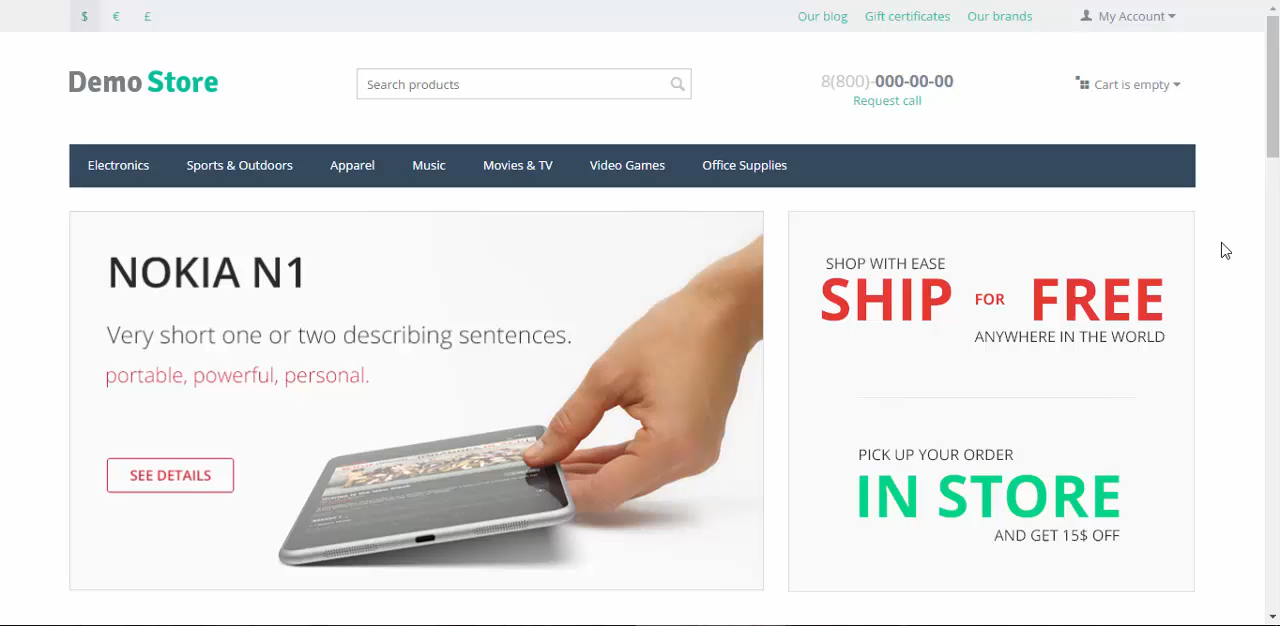 $ € £
Our blog Gift certificates Our brands My Account
Demo Store
Search products
8(800)-000-00-00
Request call
Cart is empty
Electronics Sports & Outdoors Apparel Music Movies & TV Video Games Office Supplies
NOKIA N1
Very short one or two describing sentences.
portable, powerful, personal.
SEE DETAILS
SHOP WITH EASE
SHIP FOR FREE
ANYWHERE IN THE WORLD
PICK UP YOUR ORDER
IN STORE
AND GET 15$ OFF